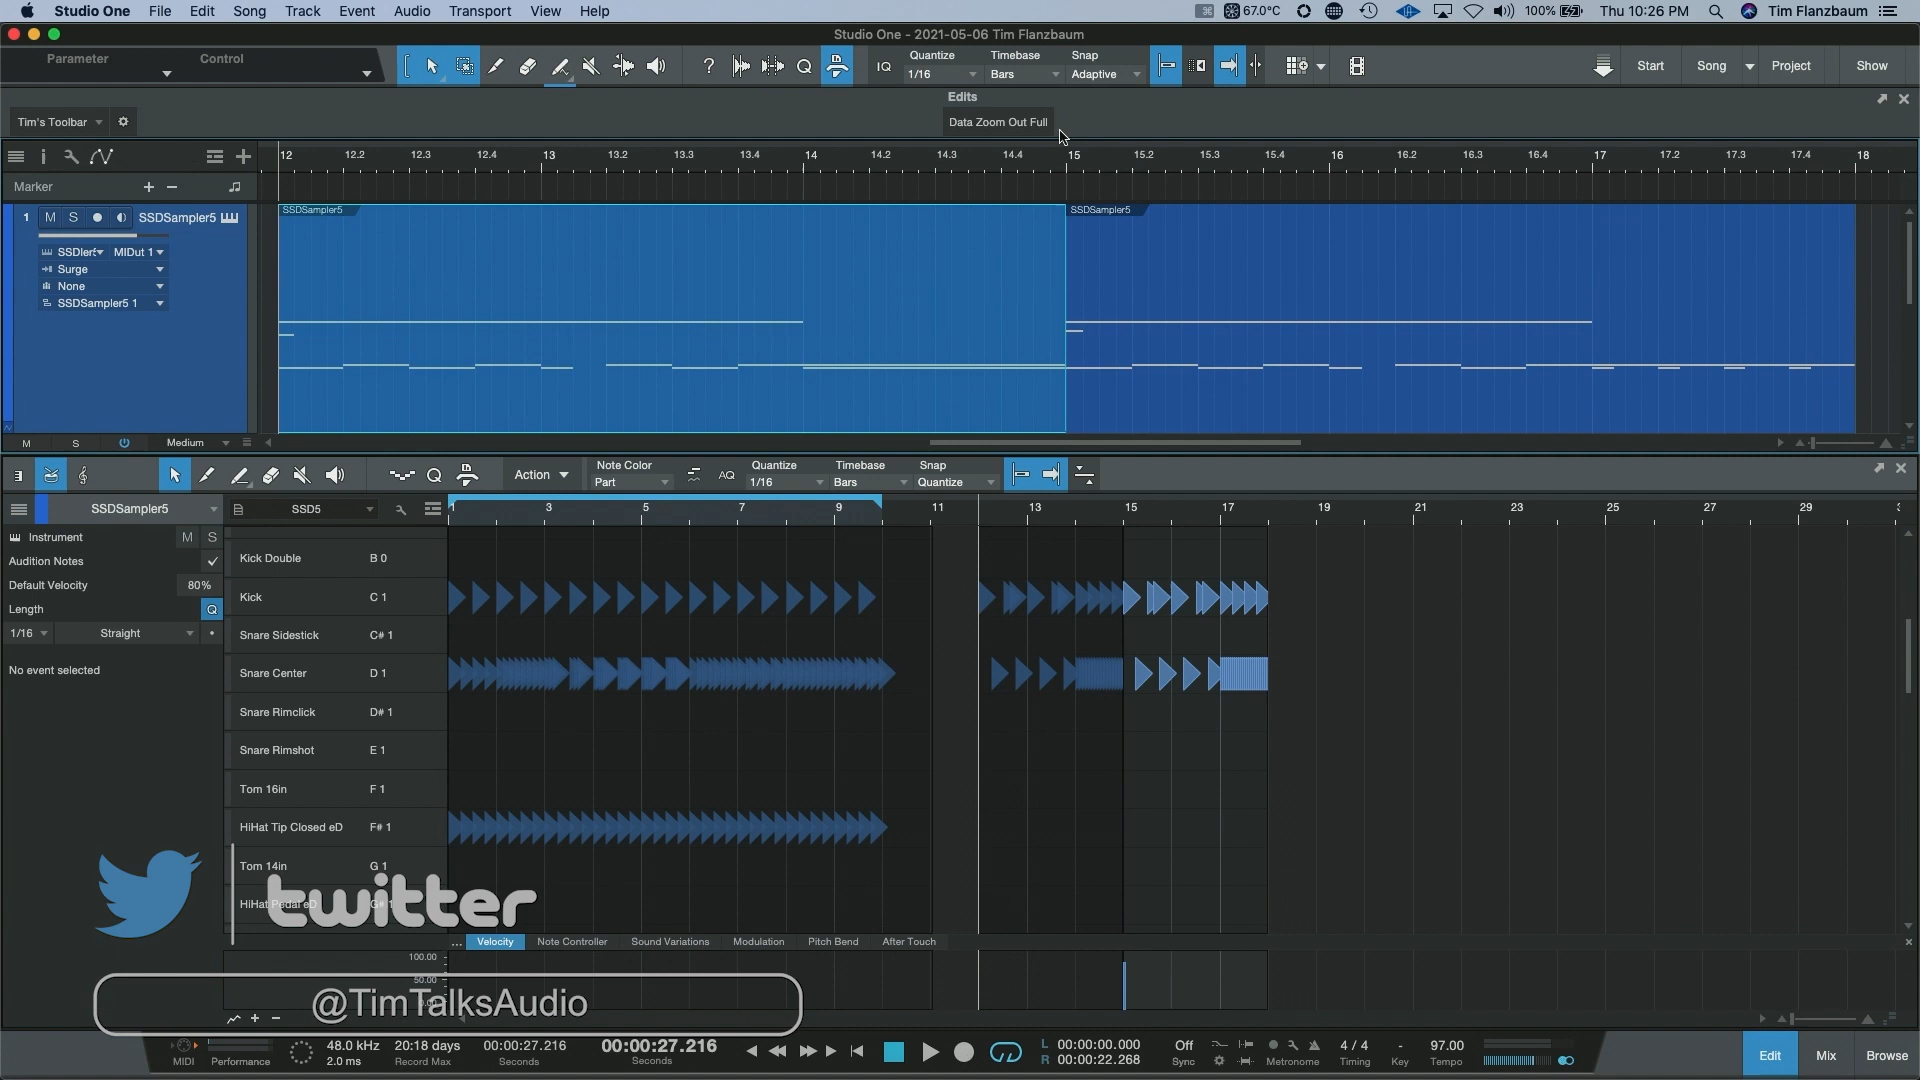 Studio One File Edit Song Track Event Audio Transport View Help 67.0°C 100% Thu 10:26 PM Tim Flanzbaum
Studio One - 2021-05-06 Tim Flanzbaum
Parameter Control
Quantize Timebase Snap
IQ 1/16 Bars Adaptive
Start Song Project Show
Edits
Tim's Toolbar Data Zoom Out Full
12 12.2 12.3 12.4 13 13.2 13.3 13.4 14 14.2 14.3 14.4 15 15.2 15.3 15.4 16 16.2 16.3 16.4 17 17.2 17.3 17.4 18
Marker
1 M S SSDSampler5
SSDSampler5 SSDSampler5
MIDut 1
Surge
None
SSDSampler5 1
M S Medium
Action
Note Color Quantize Timebase Snap
Part AQ 1/16 Bars Quantize
SSDSampler5 SSD5
1 3 5 7 9 11 13 15 17 19 21 23 25 27 29
Instrument M S
Audition Notes
Default Velocity 80%
Length Q
1/16 Straight
No event selected
Kick Double B 0
Kick C 1
Snare Sidestick C# 1
Snare Center D 1
Snare Rimclick D# 1
Snare Rimshot E 1
Tom 16in F 1
HiHat Tip Closed eD F# 1
Tom 14in G 1
HiHat Pedal eD G# 1
twitter
... Velocity Note Controller Sound Variations Modulation Pitch Bend After Touch
100.00
50.00
@TimTalksAudio
MIDI Performance
48.0 kHz
2.0 ms
20:18 days
Record Max
00:00:27.216
Seconds
00:00:27.216
Seconds
L 00:00:00.000
R 00:00:22.268
Off
Sync
Metronome
4 / 4
Timing
-
Key
97.00
Tempo
Edit Mix Browse